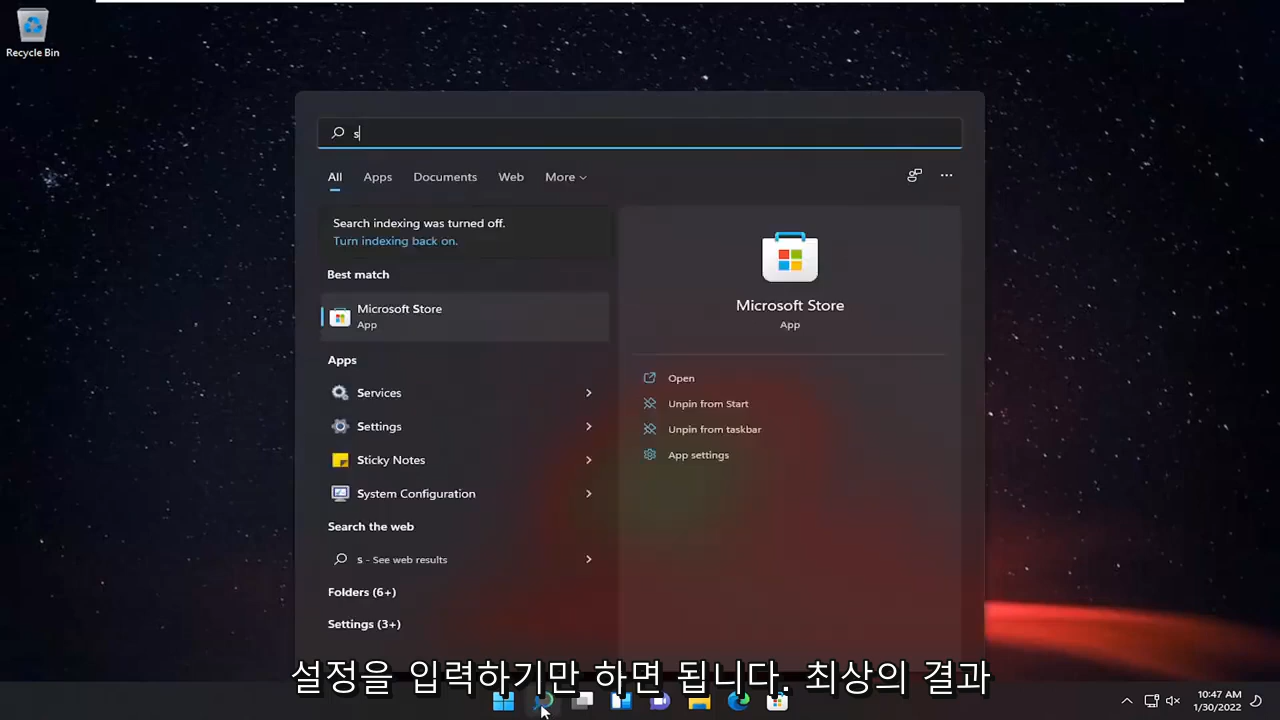 Recycle Bin
s
All Apps Documents Web More
Search indexing was turned off.
Turn indexing back on.
Best match
Microsoft Store
App
Apps
Services
Settings
Sticky Notes
System Configuration
Search the web
s - See web results
Folders (6+)
Settings (3+)
Microsoft Store
App
Open
Unpin from Start
Unpin from taskbar
App settings
설정을 입력하기만 하면 됩니다. 최상의 결과
10:47 AM
1/30/2022